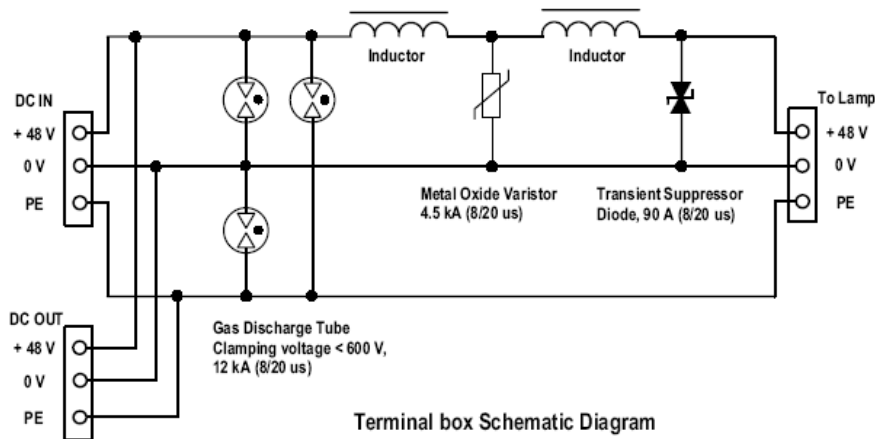 Inductor
Inductor
DC IN
+ 48 V
0 V
PE
To Lamp
+ 48 V
0 V
PE
Metal Oxide Varistor
4.5 kA (8/20 us)
Transient Suppressor
Diode, 90 A (8/20 us)
DC OUT
+ 48 V
0 V
PE
Gas Discharge Tube
Clamping voltage < 600 V,
12 kA (8/20 us)
Terminal box Schematic Diagram